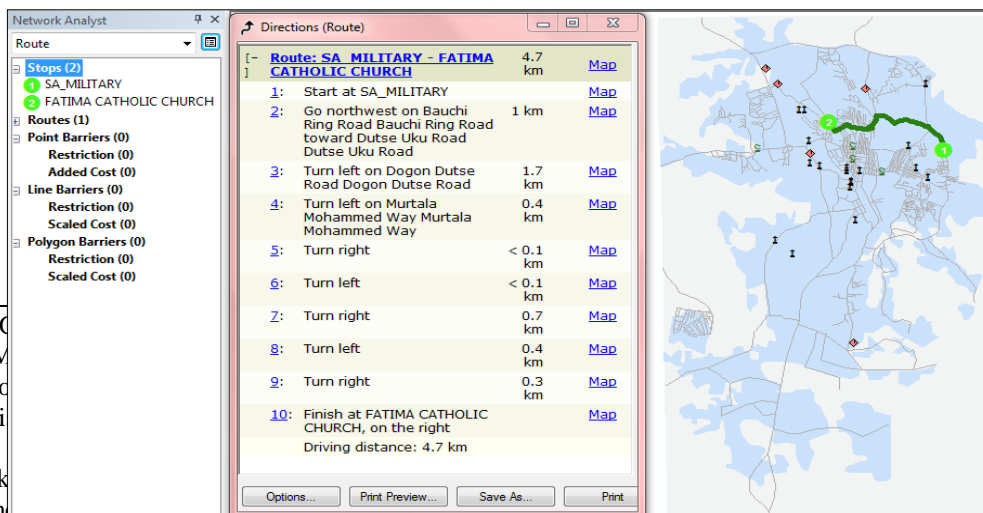 Network Analyst
Route
Stops (2)
1 SA_MILITARY
2 FATIMA CATHOLIC CHURCH
Routes (1)
Point Barriers (0)
Restriction (0)
Added Cost (0)
Line Barriers (0)
Restriction (0)
Scaled Cost (0)
Polygon Barriers (0)
Restriction (0)
Scaled Cost (0)
Directions (Route)
[-] Route: SA_MILITARY - FATIMA CATHOLIC CHURCH 4.7 km Map
1: Start at SA_MILITARY Map
2: Go northwest on Bauchi 1 km Map
Ring Road Bauchi Ring Road
toward Dutse Uku Road
Dutse Uku Road
3: Turn left on Dogon Dutse 1.7 km Map
Road Dogon Dutse Road
4: Turn left on Murtala 0.4 km Map
Mohammed Way Murtala
Mohammed Way
5: Turn right < 0.1 km Map
6: Turn left < 0.1 km Map
7: Turn right 0.7 km Map
8: Turn left 0.4 km Map
9: Turn right 0.3 km Map
10: Finish at FATIMA CATHOLIC Map
CHURCH, on the right
Driving distance: 4.7 km
Options... Print Preview... Save As... Print
2
1